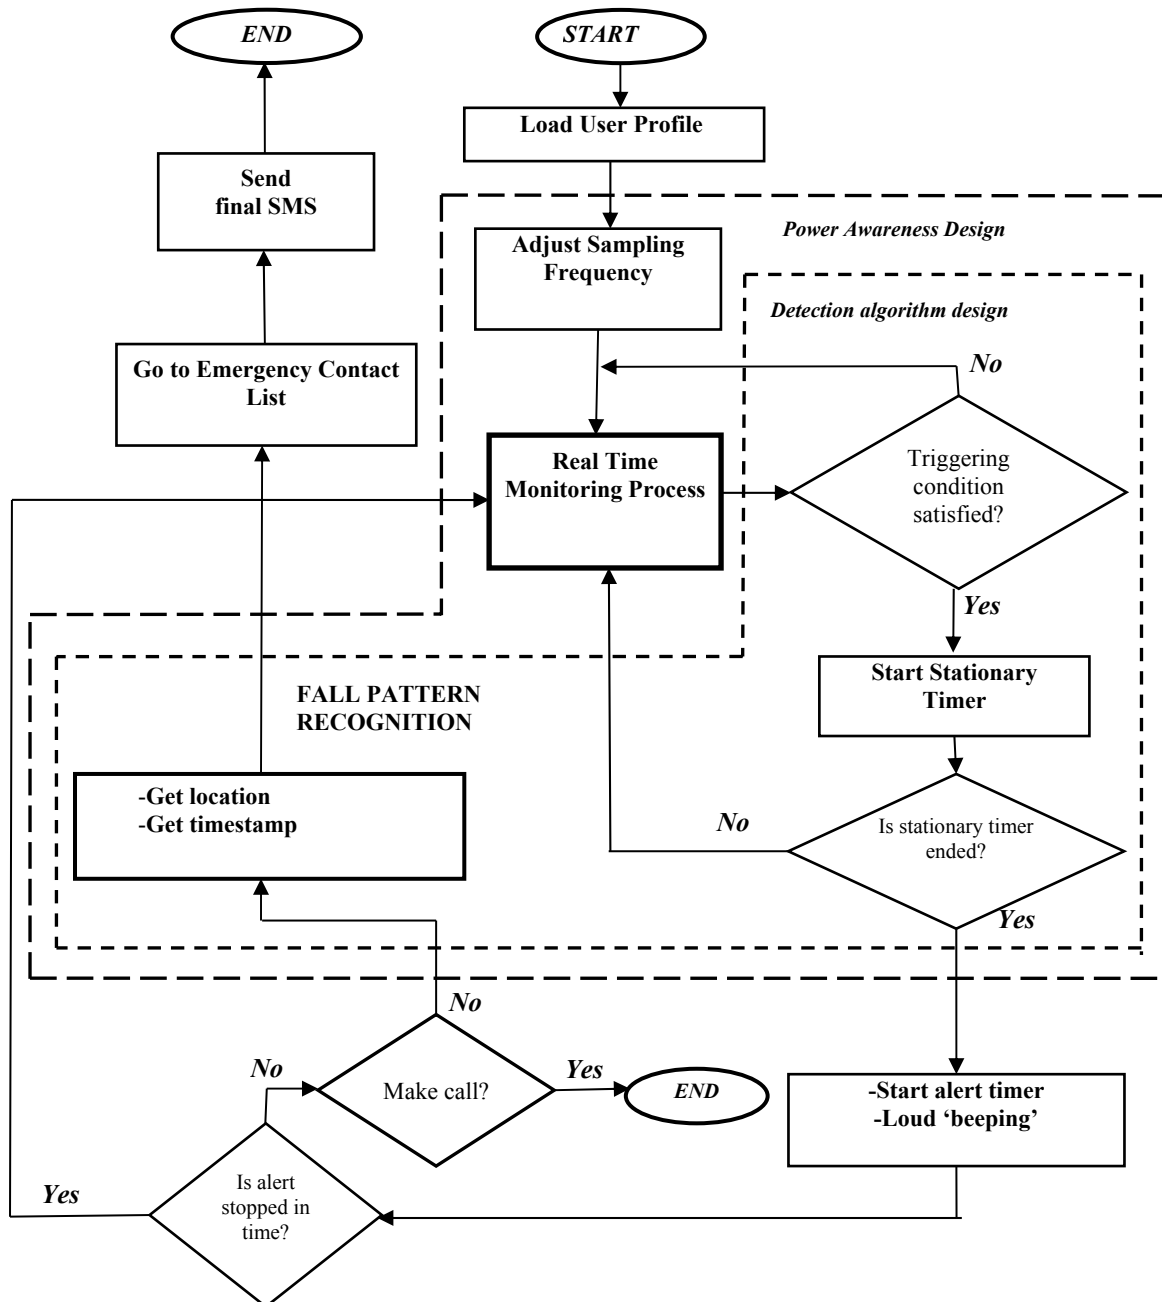 END
START
Load User Profile
Send
final SMS
Power Awareness Design
Adjust Sampling
Frequency
Detection algorithm design
No
Go to Emergency Contact
List
Real Time
Monitoring Process
Triggering
condition
satisfied?
Yes
Start Stationary
Timer
FALL PATTERN
RECOGNITION
-Get location
-Get timestamp
No
Is stationary timer
ended?
Yes
No
No
Make call?
Yes
END
-Start alert timer
-Loud ‘beeping’
Yes
Is alert
stopped in
time?